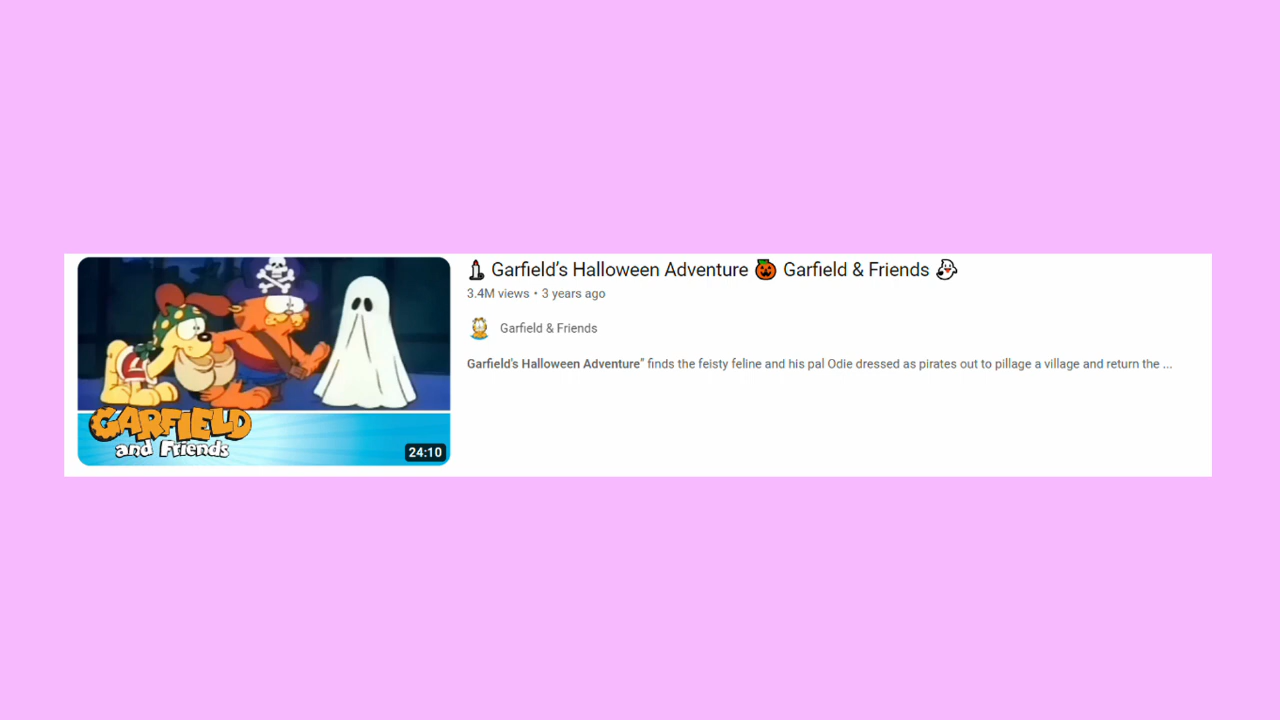 🕯 Garfield’s Halloween Adventure 🎃 Garfield & Friends 👻
3.4M views • 3 years ago
Garfield & Friends
Garfield's Halloween Adventure" finds the feisty feline and his pal Odie dressed as pirates out to pillage a village and return the ...
GARFIELD
and Friends
24:10